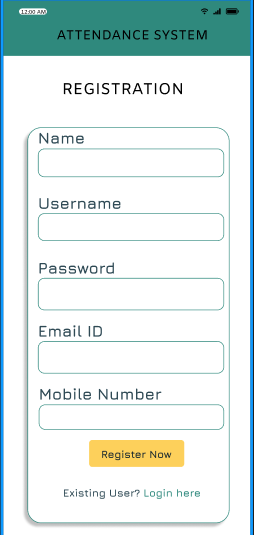 12:00 AM
ATTENDANCE SYSTEM
REGISTRATION
Name
Username
Password
Email ID
Mobile Number
Register Now
Existing User? Login here